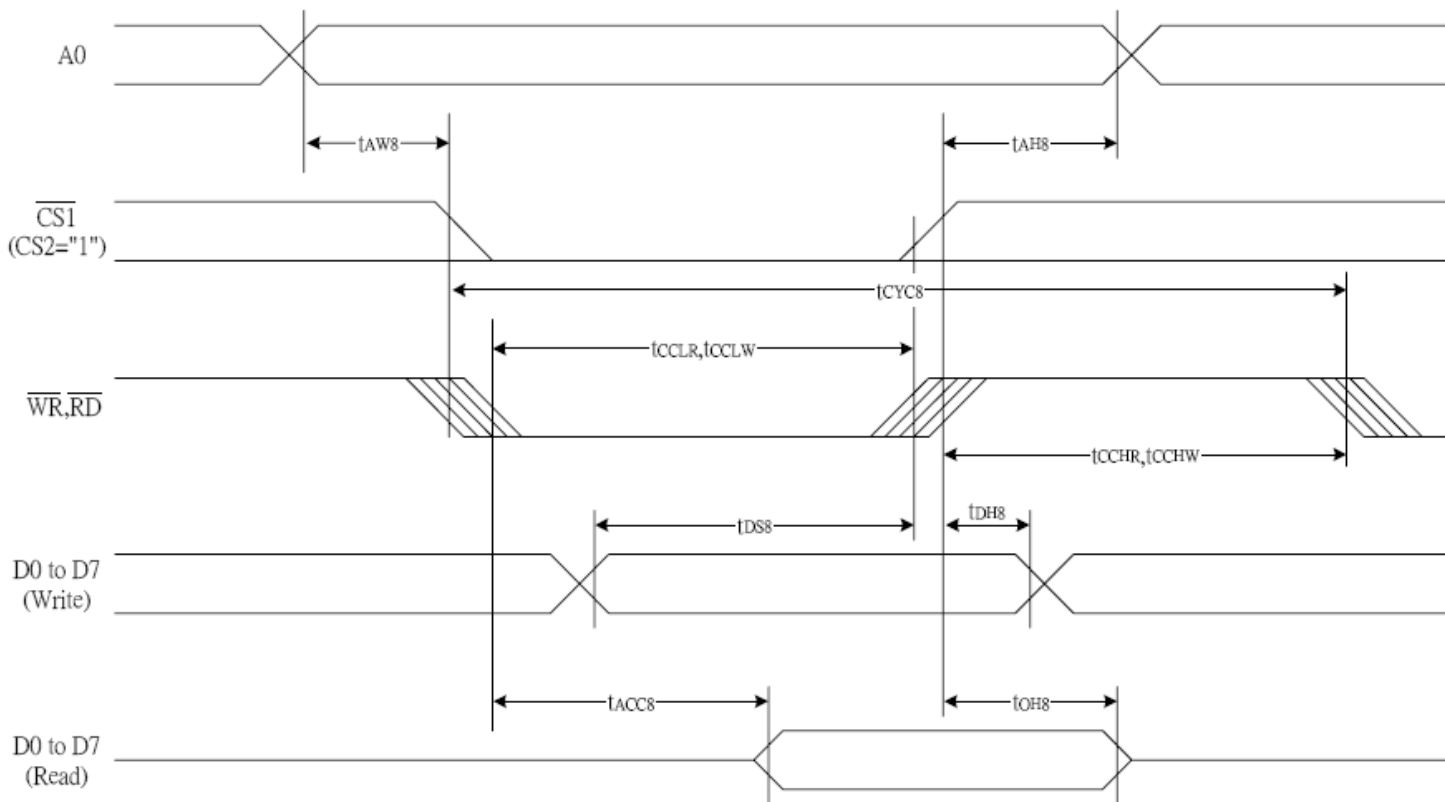 A0
tAW8
tAH8
CS1
(CS2="1")
tCYC8
tCCLR,tCCLW
WR,RD
tCCHR,tCCHW
tDS8
tDH8
D0 to D7
(Write)
tACC8
tOH8
D0 to D7
(Read)